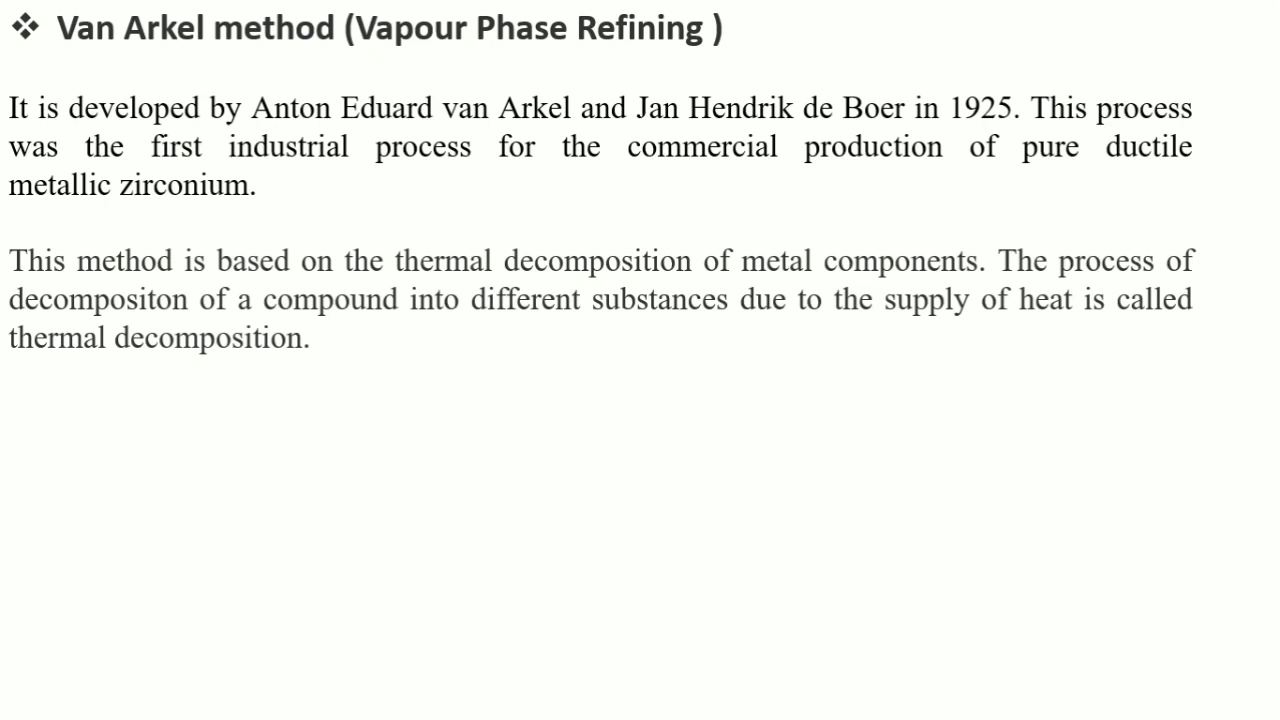 ❖ Van Arkel method (Vapour Phase Refining )
It is developed by Anton Eduard van Arkel and Jan Hendrik de Boer in 1925. This process
was the first industrial process for the commercial production of pure ductile
metallic zirconium.
This method is based on the thermal decomposition of metal components. The process of
decompositon of a compound into different substances due to the supply of heat is called
thermal decomposition.